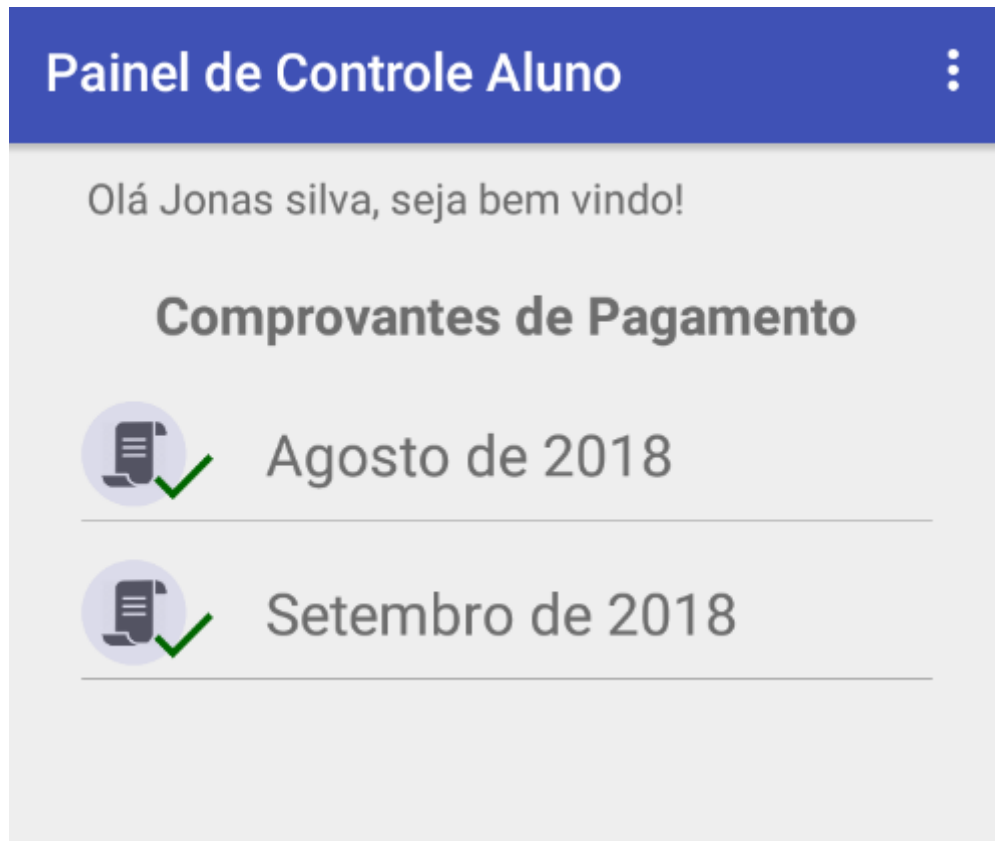 Painel de Controle Aluno
Olá Jonas silva, seja bem vindo!
Comprovantes de Pagamento
Agosto de 2018
Setembro de 2018